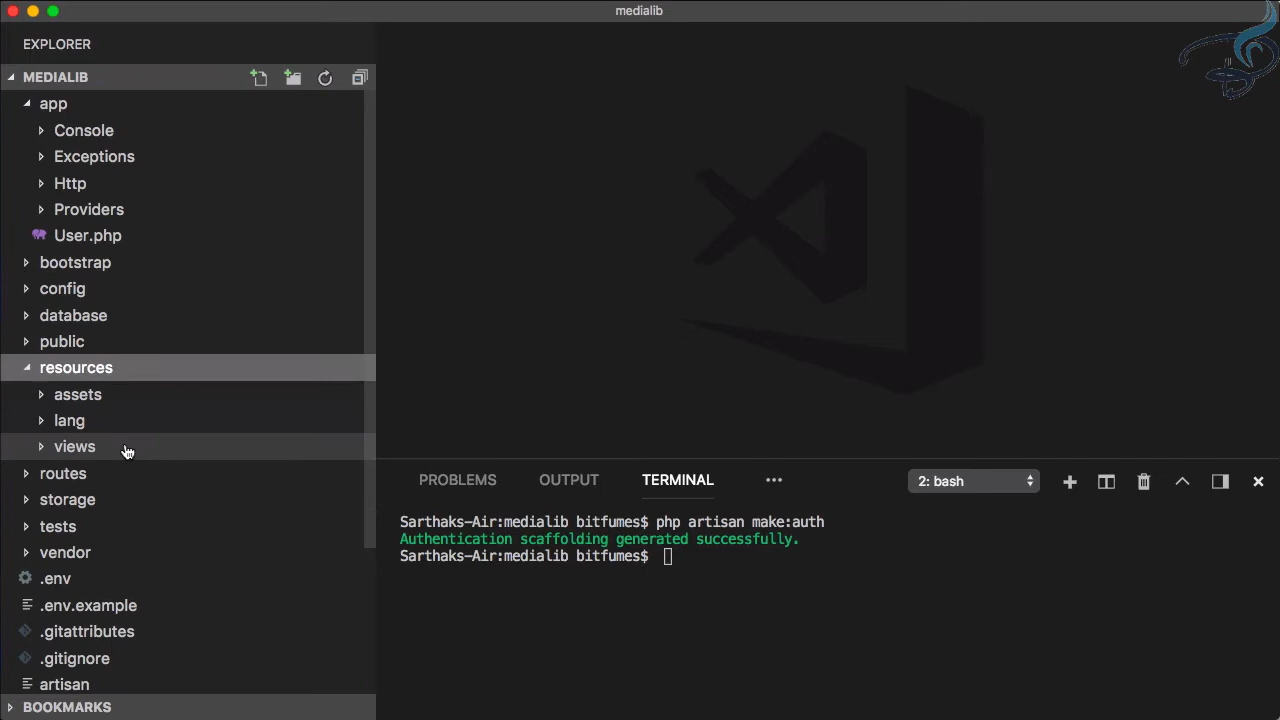 medialib
EXPLORER
MEDIALIB
app
Console
Exceptions
Http
Providers
User.php
bootstrap
config
database
public
resources
assets
lang
views
routes
storage
tests
vendor
.env
.env.example
.gitattributes
.gitignore
artisan
BOOKMARKS
PROBLEMS OUTPUT TERMINAL ••• 2: bash
Sarthaks-Air:medialib bitfumes$ php artisan make:auth
Authentication scaffolding generated successfully.
Sarthaks-Air:medialib bitfumes$